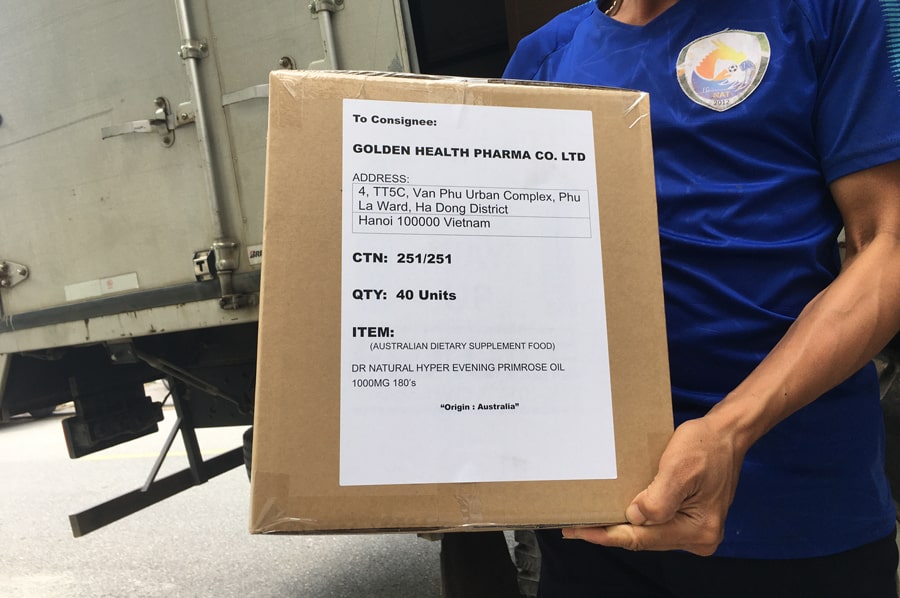 To Consignee:
GOLDEN HEALTH PHARMA CO. LTD
ADDRESS:
4, TT5C, Van Phu Urban Complex, Phu
La Ward, Ha Dong District
Hanoi 100000 Vietnam
CTN: 251/251
QTY: 40 Units
ITEM:
(AUSTRALIAN DIETARY SUPPLEMENT FOOD)
DR NATURAL HYPER EVENING PRIMROSE OIL
1000MG 180's
“Origin : Australia”
2012